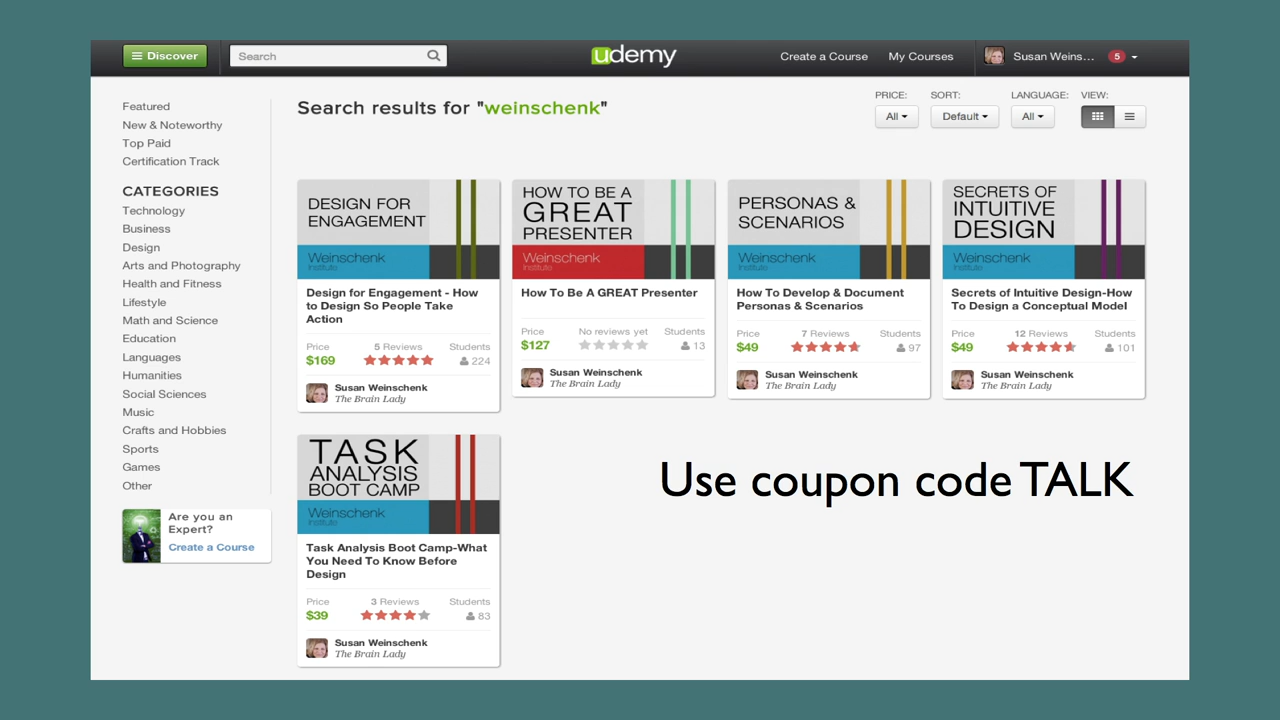 Discover
Search
udemy
Create a Course
My Courses
Susan Weins...
5
Featured
New & Noteworthy
Top Paid
Certification Track
CATEGORIES
Technology
Business
Design
Arts and Photography
Health and Fitness
Lifestyle
Math and Science
Education
Languages
Humanities
Social Sciences
Music
Crafts and Hobbies
Sports
Games
Other
Are you an
Expert?
Create a Course
Search results for "weinschenk"
PRICE:
All
SORT:
Default
LANGUAGE:
All
VIEW:
DESIGN FOR
ENGAGEMENT
Weinschenk
Institute
Design for Engagement - How
to Design So People Take
Action
Price
5 Reviews
Students
$169
224
Susan Weinschenk
The Brain Lady
HOW TO BE A
GREAT
PRESENTER
Weinschenk
Institute
How To Be A GREAT Presenter
Price
No reviews yet
Students
$127
13
Susan Weinschenk
The Brain Lady
PERSONAS &
SCENARIOS
Weinschenk
Institute
How To Develop & Document
Personas & Scenarios
Price
7 Reviews
Students
$49
97
Susan Weinschenk
The Brain Lady
SECRETS OF
INTUITIVE
DESIGN
Weinschenk
Institute
Secrets of Intuitive Design-How
To Design a Conceptual Model
Price
12 Reviews
Students
$49
101
Susan Weinschenk
The Brain Lady
TASK
ANALYSIS
BOOT CAMP
Weinschenk
Institute
Task Analysis Boot Camp-What
You Need To Know Before
Design
Price
3 Reviews
Students
$39
83
Susan Weinschenk
The Brain Lady
Use coupon code TALK